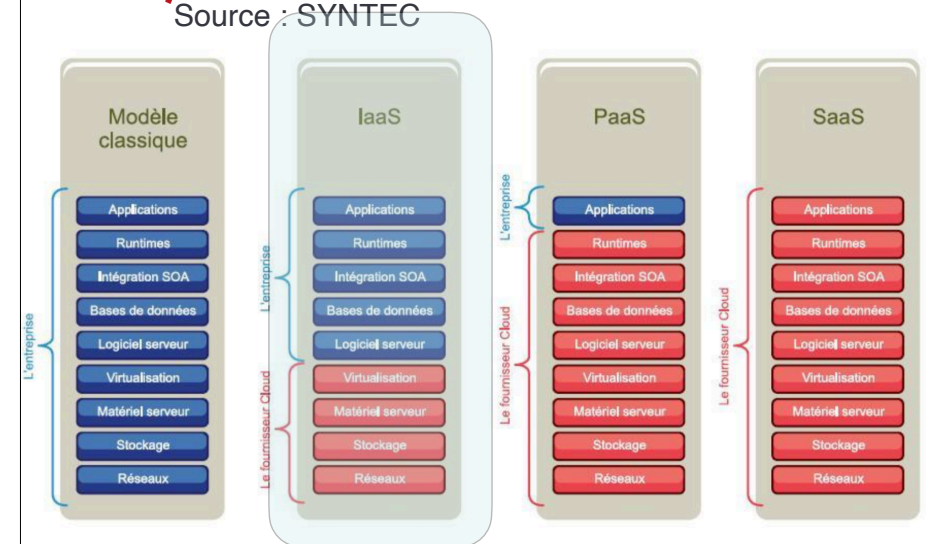 Source : SYNTEC
Modèle
classique
L'entreprise
Applications
Runtimes
Intégration SOA
Bases de données
Logiciel serveur
Virtualisation
Matériel serveur
Stockage
Réseaux
IaaS
L'entreprise
Le fournisseur Cloud
Applications
Runtimes
Intégration SOA
Bases de données
Logiciel serveur
Virtualisation
Matériel serveur
Stockage
Réseaux
PaaS
L'entreprise
Le fournisseur Cloud
Applications
Runtimes
Intégration SOA
Bases de données
Logiciel serveur
Virtualisation
Matériel serveur
Stockage
Réseaux
SaaS
Le fournisseur Cloud
Applications
Runtimes
Intégration SOA
Bases de données
Logiciel serveur
Virtualisation
Matériel serveur
Stockage
Réseaux